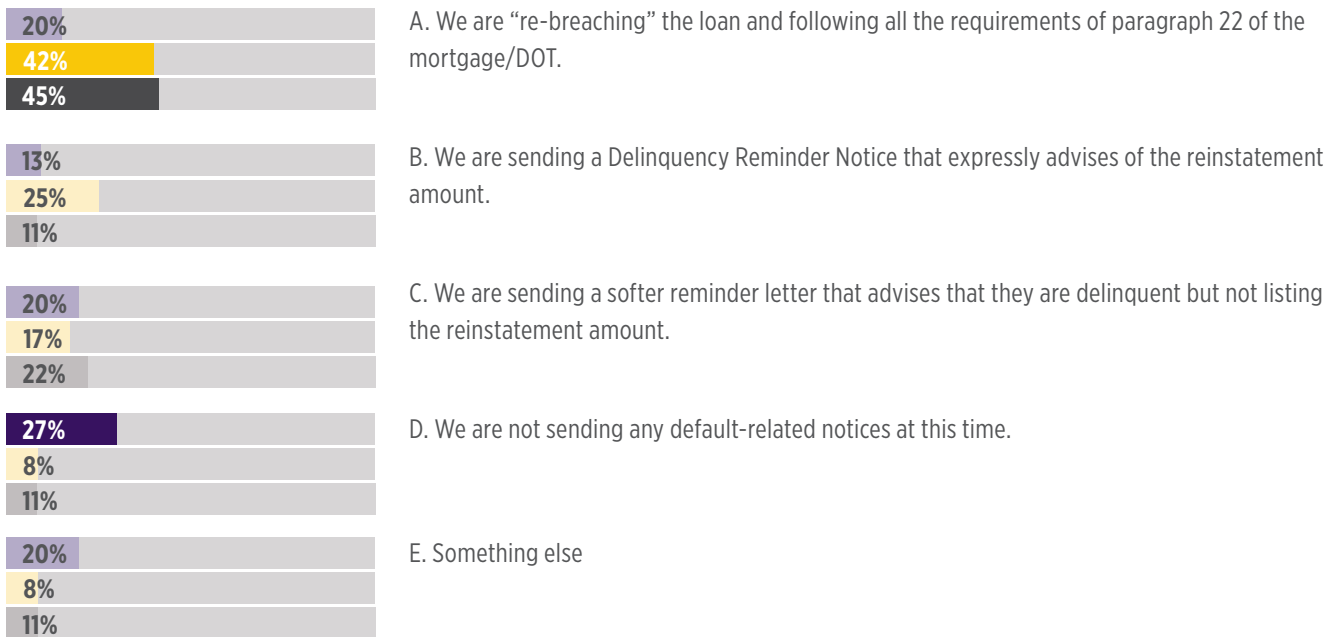 20%
42%
45%
A. We are “re-breaching” the loan and following all the requirements of paragraph 22 of the
mortgage/DOT.
13%
25%
11%
B. We are sending a Delinquency Reminder Notice that expressly advises of the reinstatement
amount.
20%
17%
22%
C. We are sending a softer reminder letter that advises that they are delinquent but not listing
the reinstatement amount.
27%
8%
11%
D. We are not sending any default-related notices at this time.
20%
8%
11%
E. Something else